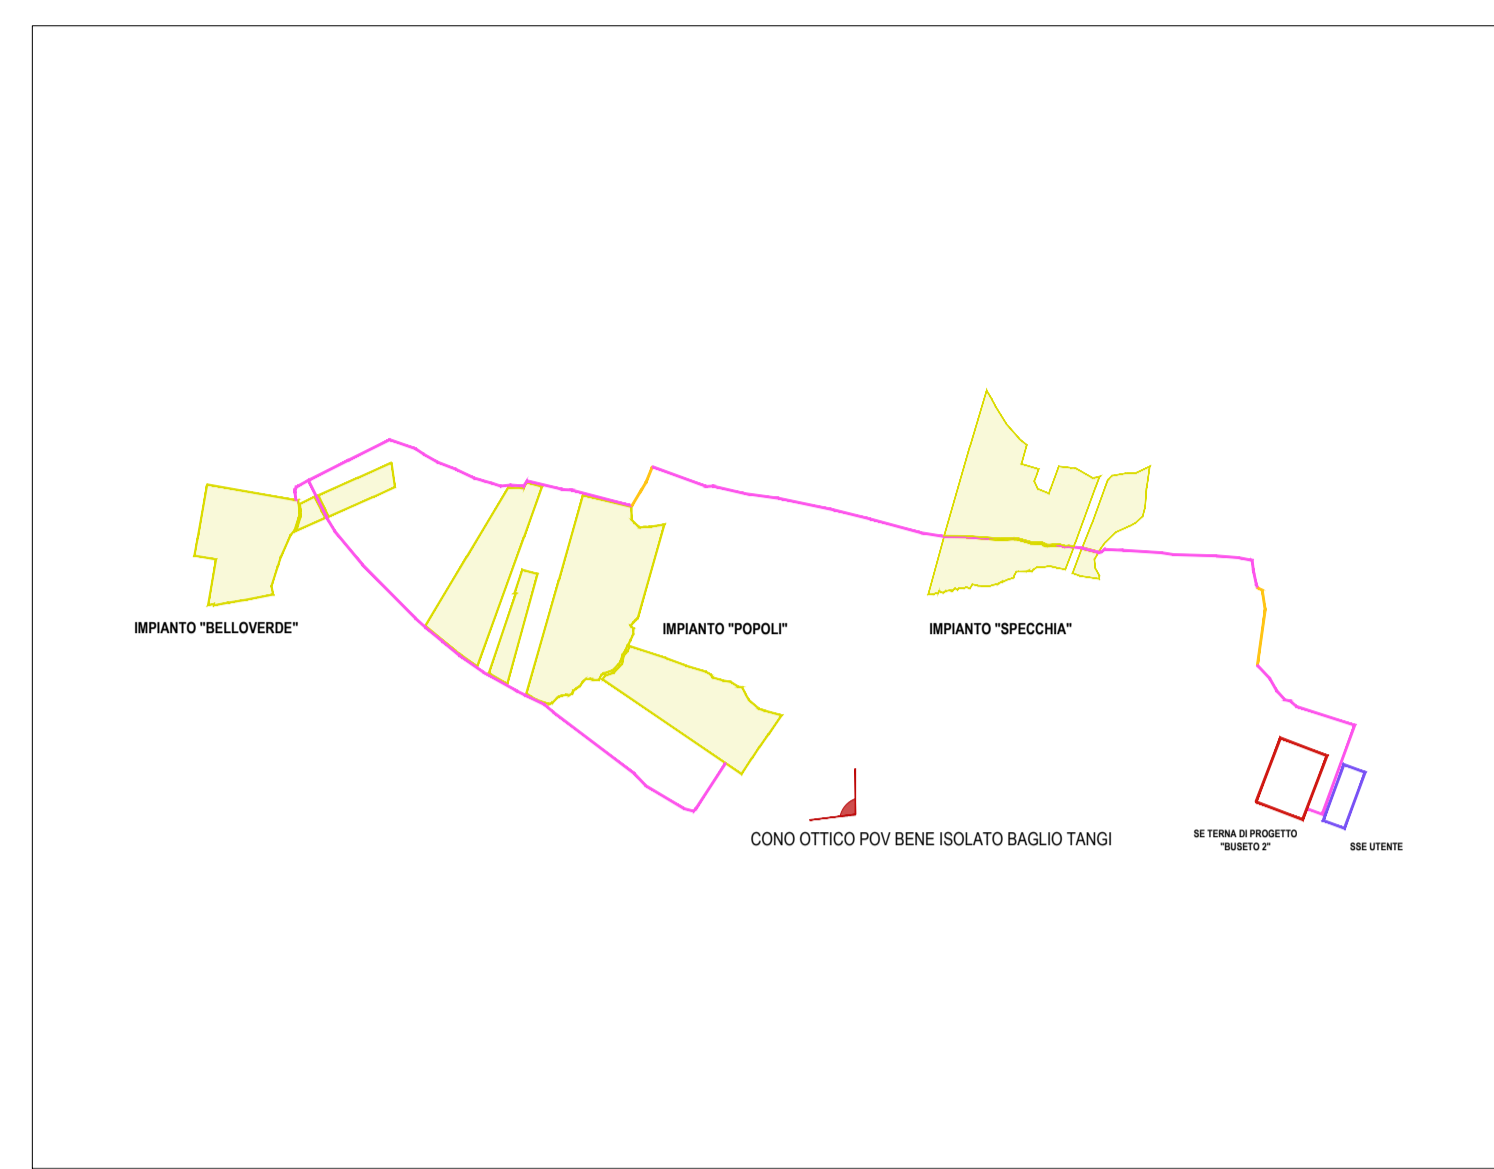 IMPIANTO "BELLOVERDE"
IMPIANTO "POPOLI"
IMPIANTO "SPECCHIA"
CONO OTTICO POV BENE ISOLATO BAGLIO TANGI
SE TERNA DI PROGETTO
"BUSETO 2"
SSE UTENTE